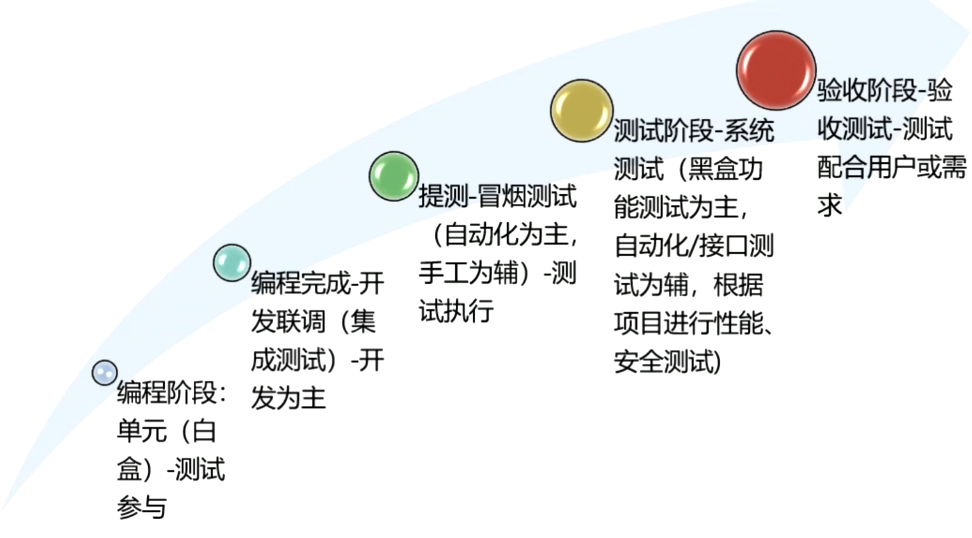 编程阶段：
单元（白
盒）-测试
参与
编程完成-开
发联调（集
成测试）-开
发为主
提测-冒烟测试
（自动化为主，
手工为辅）-测
试执行
测试阶段-系统
测试（黑盒功
能测试为主，
自动化/接口测
试为辅，根据
项目进行性能、
安全测试)
验收阶段-验
收测试-测试
配合用户或需
求